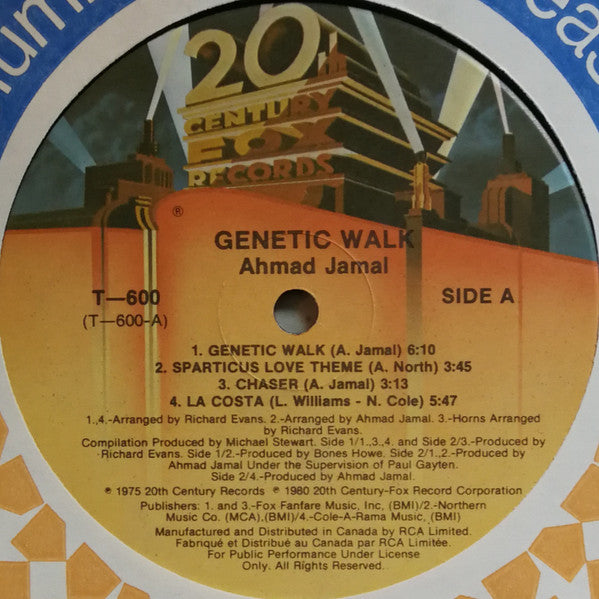 20th
CENTURY
FOX
RECORDS
®
GENETIC WALK
Ahmad Jamal
T—600
(T—600-A)
SIDE A
1. GENETIC WALK (A. Jamal) 6:10
2. SPARTICUS LOVE THEME (A. North) 3:45
3. CHASER (A. Jamal) 3:13
4. LA COSTA (L. Williams - N. Cole) 5:47
1.,4.-Arranged by Richard Evans. 2.-Arranged by Ahmad Jamal. 3.-Horns Arranged
by Richard Evans.
Compilation Produced by Michael Stewart. Side 1/1.,3.,4. and Side 2/3.-Produced by
Richard Evans. Side 1/2.-Produced by Bones Howe. Side 2/1.,2.-Produced by
Ahmad Jamal Under the Supervision of Paul Gayten.
Side 2/4.-Produced by Ahmad Jamal.
℗ 1975 20th Century Records ℗ 1980 20th Century-Fox Record Corporation
Publishers: 1. and 3.-Fox Fanfare Music, Inc, (BMI)/2.-Northern
Music Co. (MCA),(BMI)/4.-Cole-A-Rama Music, (BMI)
Manufactured and Distributed in Canada by RCA Limited.
Fabriqué et Distribué au Canada par RCA Limitée.
For Public Performance Under License
Only. All Rights Reserved.